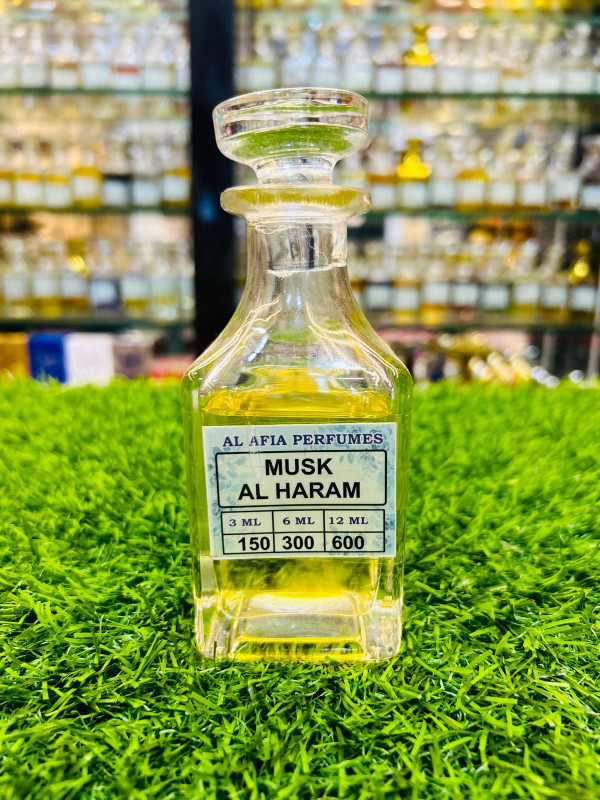 AL AFIA PERFUMES
MUSK
AL HARAM
3 ML 6 ML 12 ML
150 300 600